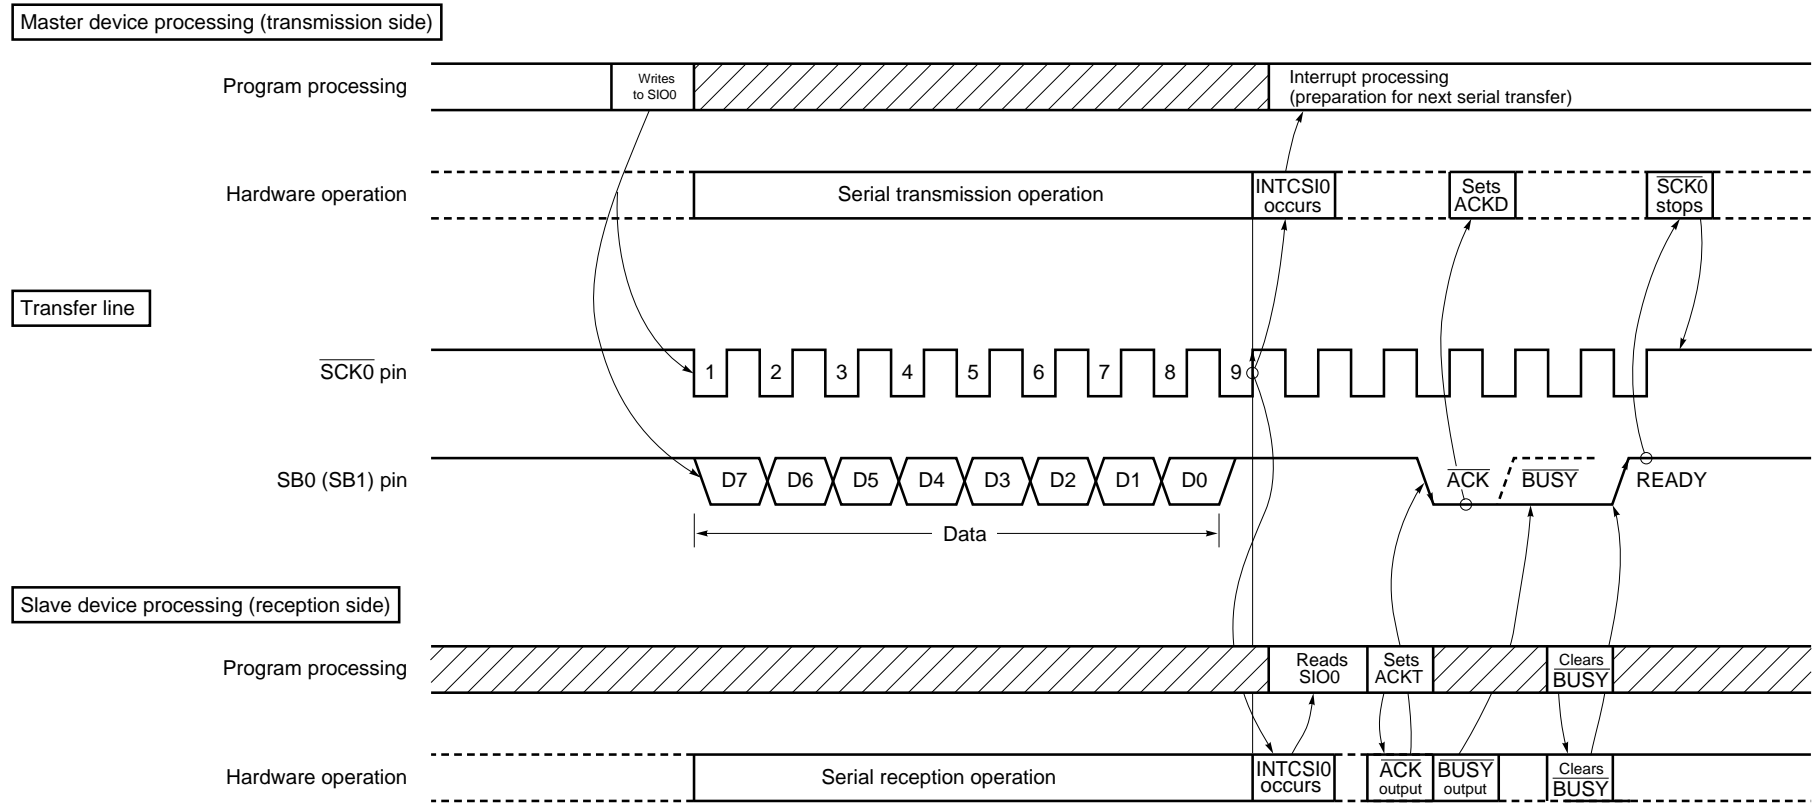 Master device processing (transmission side)
Program processing
Writes
to SIO0
Interrupt processing
(preparation for next serial transfer)
Hardware operation
Serial transmission operation
INTCSI0
occurs
Sets
ACKD
SCK0
stops
Transfer line
SCK0 pin
1 2 3 4 5 6 7 8 9
SB0 (SB1) pin
D7 D6 D5 D4 D3 D2 D1 D0
ACK
BUSY
READY
Data
Slave device processing (reception side)
Program processing
Reads
SIO0
Sets
ACKT
Clears
BUSY
Hardware operation
Serial reception operation
INTCSI0
occurs
ACK
output
BUSY
output
Clears
BUSY